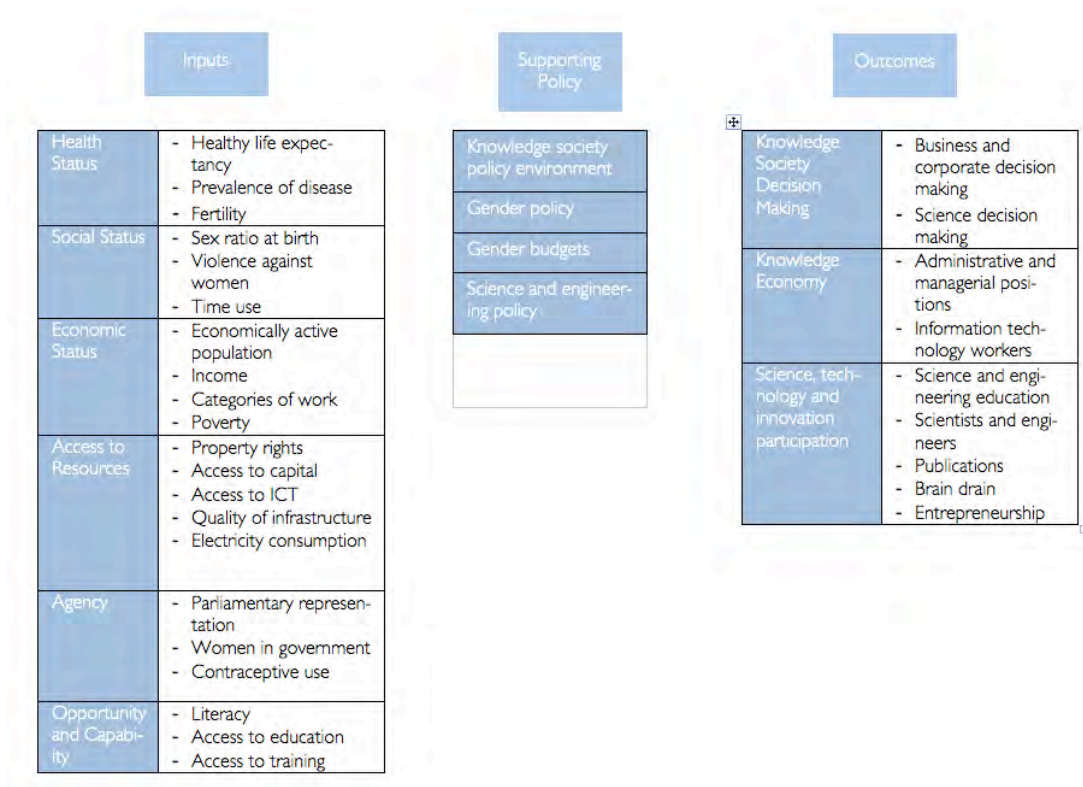 Inputs
Supporting
Policy
Outcomes
Health
Status
- Healthy life expec-
tancy
- Prevalence of disease
- Fertility
Social Status
- Sex ratio at birth
- Violence against
women
- Time use
Economic
Status
- Economically active
population
- Income
- Categories of work
- Poverty
Access to
Resources
- Property rights
- Access to capital
- Access to ICT
- Quality of infrastructure
- Electricity consumption
Agency
- Parliamentary represen-
tation
- Women in government
- Contraceptive use
Opportunity
and Capabi-
ity
- Literacy
- Access to education
- Access to training
Knowledge society
policy environment
Gender policy
Gender budgets
Science and engineer-
ing policy
Knowledge
Society
Decision
Making
- Business and
corporate decision
making
- Science decision
making
Knowledge
Economy
- Administrative and
managerial posi-
tions
- Information tech-
nology workers
Science, tech-
nology and
innovation
participation
- Science and engi-
neering education
- Scientists and engi-
neers
- Publications
- Brain drain
- Entrepreneurship